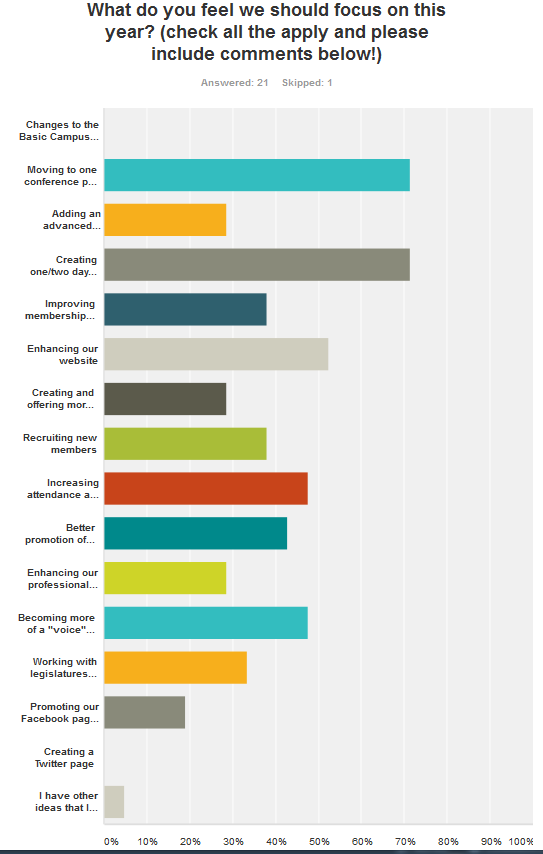 What do you feel we should focus on this
year? (check all the apply and please
include comments below!)
Answered: 21 Skipped: 1
Changes to the
Basic Campus...
Moving to one
conference p...
Adding an
advanced...
Creating
one/two day...
Improving
membership...
Enhancing our
website
Creating and
offering mor...
Recruiting new
members
Increasing
attendance a...
Better
promotion of...
Enhancing our
professional...
Becoming more
of a "voice"...
Working with
legislatures...
Promoting our
Facebook pag...
Creating a
Twitter page
I have other
ideas that I...
0% 10% 20% 30% 40% 50% 60% 70% 80% 90% 100%